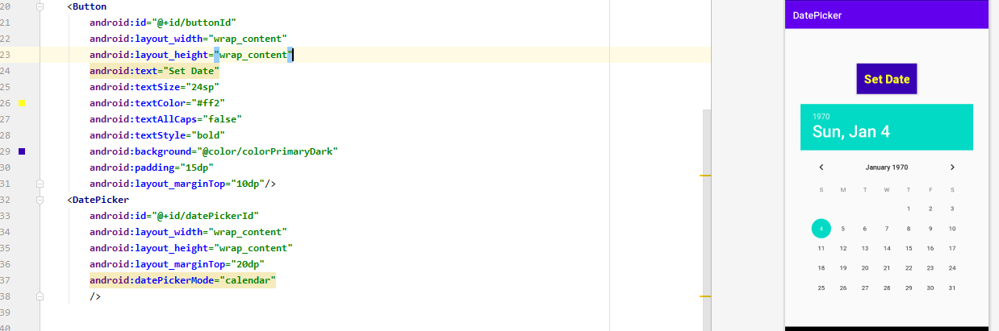 20 <Button
21 android:id="@+id/buttonId"
22 android:layout_width="wrap_content"
23 android:layout_height="wrap_content"
24 android:text="Set Date"
25 android:textSize="24sp"
26 android:textColor="#ff2"
27 android:textAllCaps="false"
28 android:textStyle="bold"
29 android:background="@color/colorPrimaryDark"
30 android:padding="15dp"
31 android:layout_marginTop="10dp"/>
32 <DatePicker
33 android:id="@+id/datePickerId"
34 android:layout_width="wrap_content"
35 android:layout_height="wrap_content"
36 android:layout_marginTop="20dp"
37 android:datePickerMode="calendar"
38 />
39
40
DatePicker
Set Date
1970
Sun, Jan 4
January 1970
S M T W T F S
1 2 3
4 5 6 7 8 9 10
11 12 13 14 15 16 17
18 19 20 21 22 23 24
25 26 27 28 29 30 31